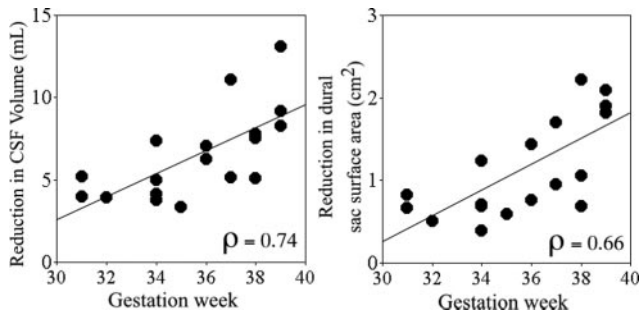 Reduction in CSF Volume (mL)
15
10
5
0
30 32 34 36 38 40
Gestation week
ρ = 0.74
Reduction in dural
sac surface area (cm²)
3
2
1
0
30 32 34 36 38 40
Gestation week
ρ = 0.66